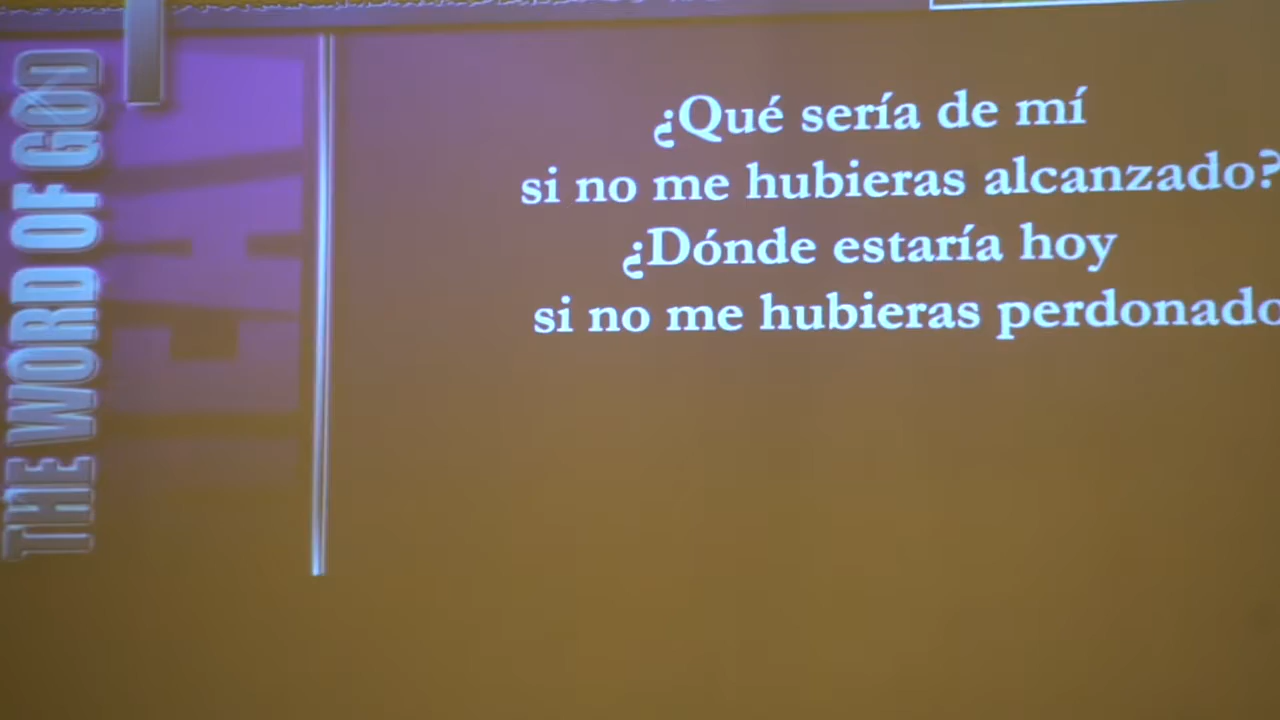 THE WORD OF GOD
¿Qué sería de mí
si no me hubieras alcanzado?
¿Dónde estaría hoy
si no me hubieras perdonado